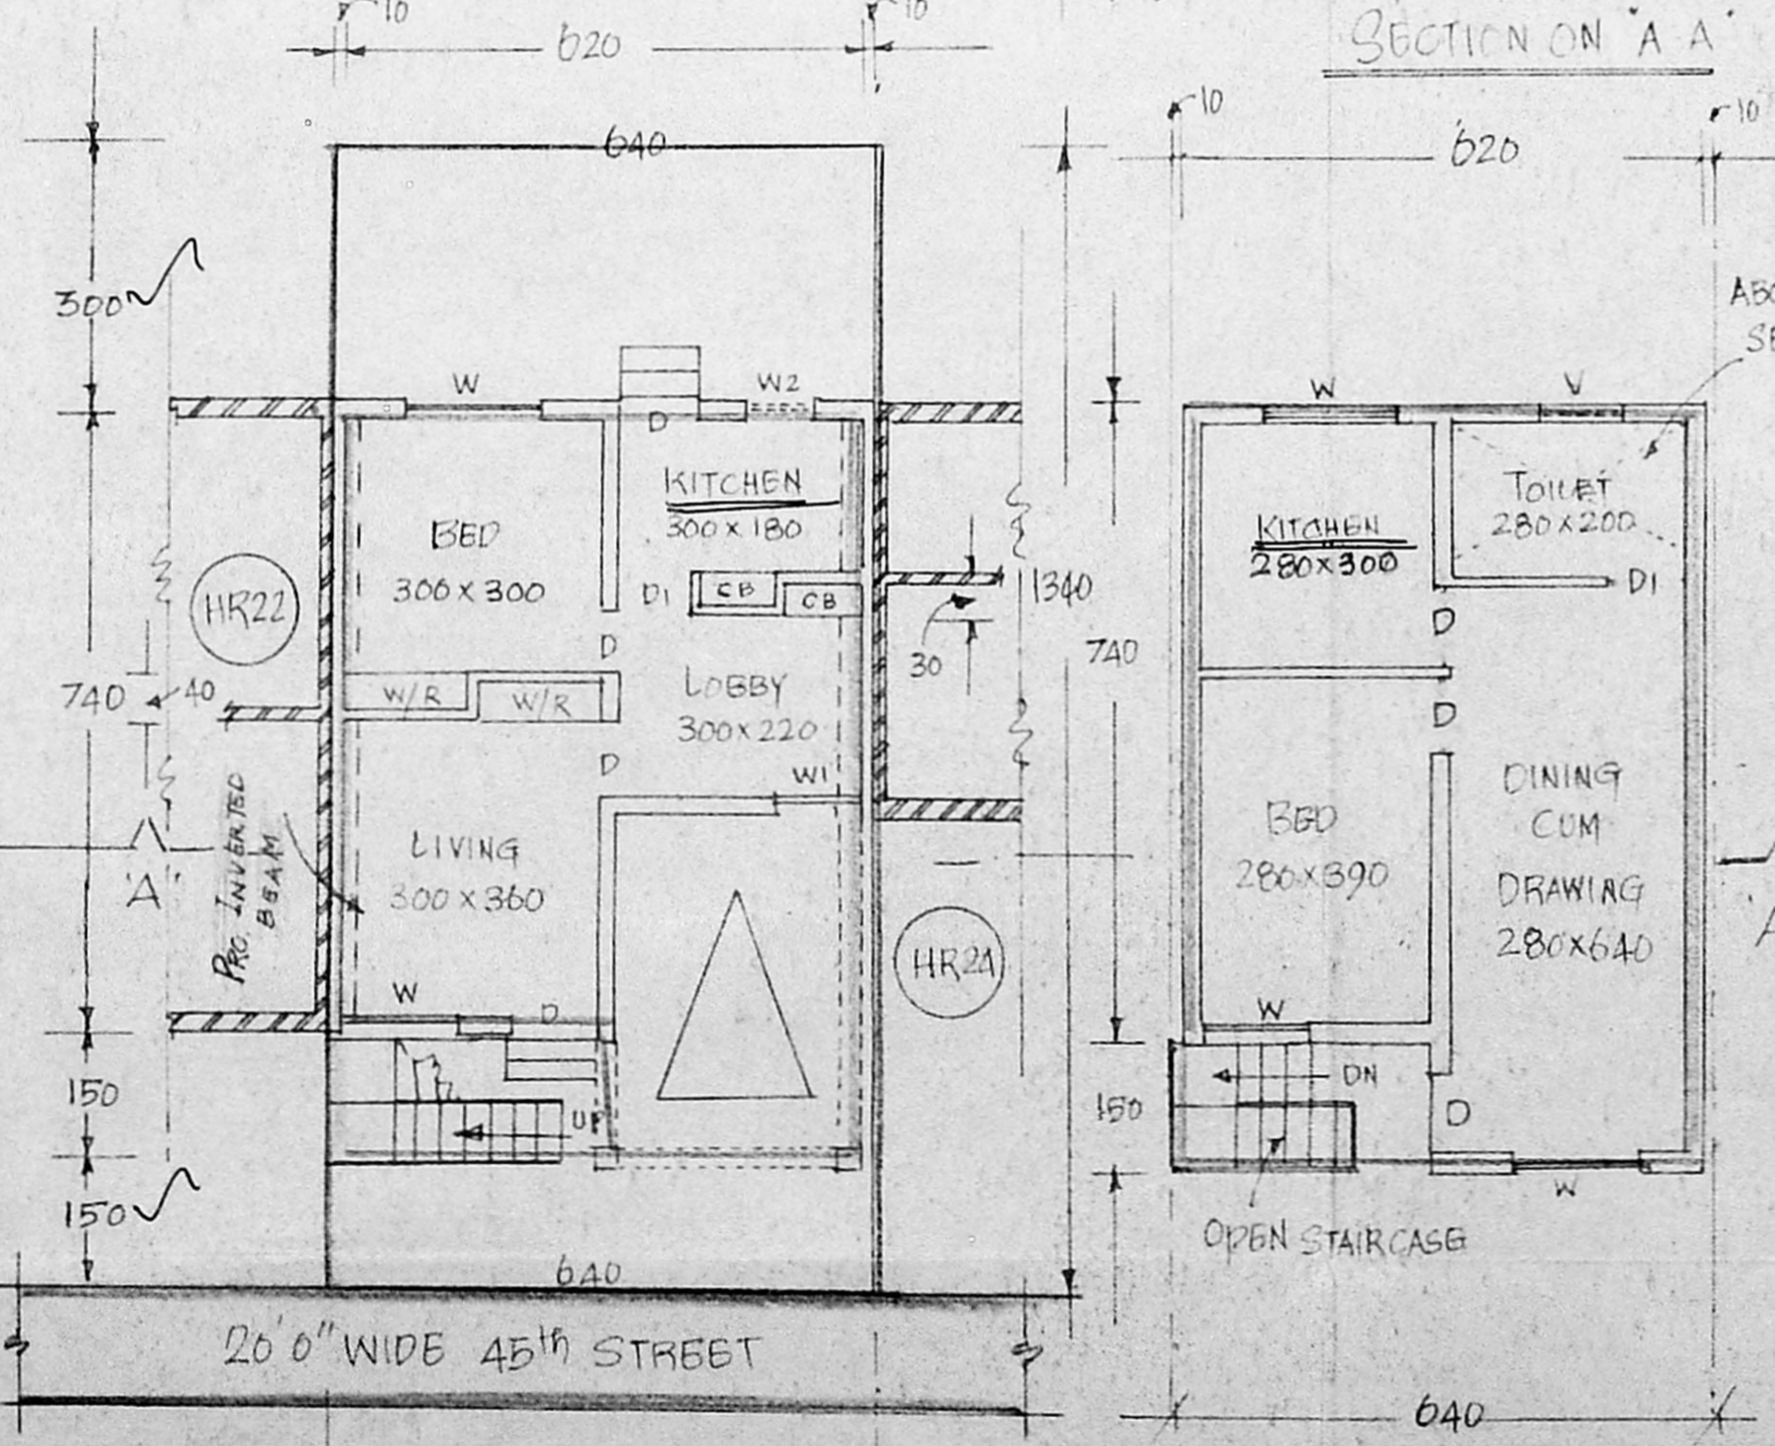 10
10
620
SECTION ON "A A"
10
10
640
620
300
W
W2
D
W
V
KITCHEN
300 x 180
BED
300 x 300
TOILET
280 x 200
KITCHEN
280 x 300
HR22
D1
CB
CB
1340
D1
D
D
30
740
740
40
W/R
W/R
LOBBY
300 x 220
D
D
W1
DINING
CUM
DRAWING
280 x 640
PRO. INVERTED
BEAM
LIVING
300 x 360
BED
280 x 390
"A"
HR24
W
D
W
150
UP
DN
150
D
150
W
OPEN STAIRCASE
640
20'0" WIDE 45th STREET
640